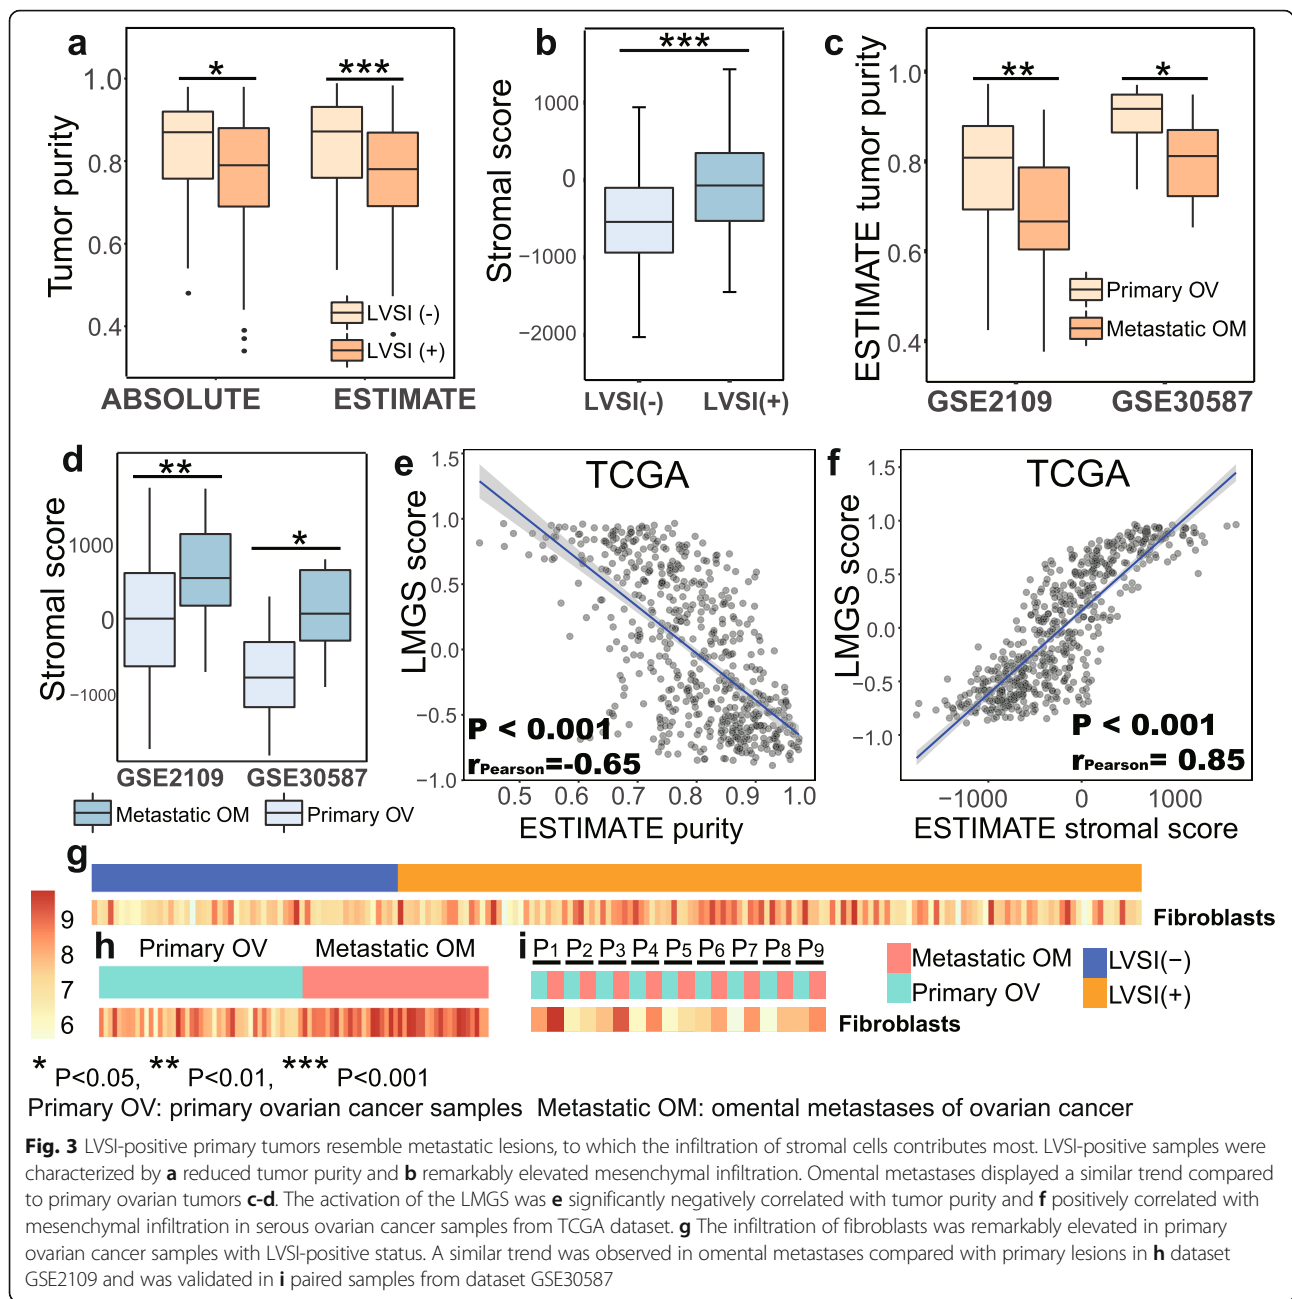 a
Tumor purity
1.0
0.8
0.6
0.4
*
***
LVSI (-)
LVSI (+)
ABSOLUTE
ESTIMATE
b
Stromal score
1000
0
−1000
−2000
***
LVSI(-)
LVSI(+)
c
ESTIMATE tumor purity
1.0
0.8
0.6
0.4
**
*
Primary OV
Metastatic OM
GSE2109
GSE30587
d
Stromal score
1000
0
−1000
**
*
GSE2109
GSE30587
Metastatic OM
Primary OV
e
LMGS score
1.5
1.0
0.5
0.0
−0.5
−1.0
TCGA
P < 0.001
rPearson=-0.65
0.5 0.6 0.7 0.8 0.9 1.0
ESTIMATE purity
f
LMGS score
1.5
1.0
0.5
0.0
−0.5
−1.0
TCGA
P < 0.001
rPearson= 0.85
−1000 0 1000
ESTIMATE stromal score
g
Fibroblasts
9
8
7
6
h
Primary OV
Metastatic OM
i
P1 P2 P3 P4 P5 P6 P7 P8 P9
Fibroblasts
Metastatic OM
Primary OV
LVSI(−)
LVSI(+)
* P<0.05, ** P<0.01, *** P<0.001
Primary OV: primary ovarian cancer samples Metastatic OM: omental metastases of ovarian cancer
Fig. 3 LVSI-positive primary tumors resemble metastatic lesions, to which the infiltration of stromal cells contributes most. LVSI-positive samples were
characterized by a reduced tumor purity and b remarkably elevated mesenchymal infiltration. Omental metastases displayed a similar trend compared
to primary ovarian tumors c-d. The activation of the LMGS was e significantly negatively correlated with tumor purity and f positively correlated with
mesenchymal infiltration in serous ovarian cancer samples from TCGA dataset. g The infiltration of fibroblasts was remarkably elevated in primary
ovarian cancer samples with LVSI-positive status. A similar trend was observed in omental metastases compared with primary lesions in h dataset
GSE2109 and was validated in i paired samples from dataset GSE30587